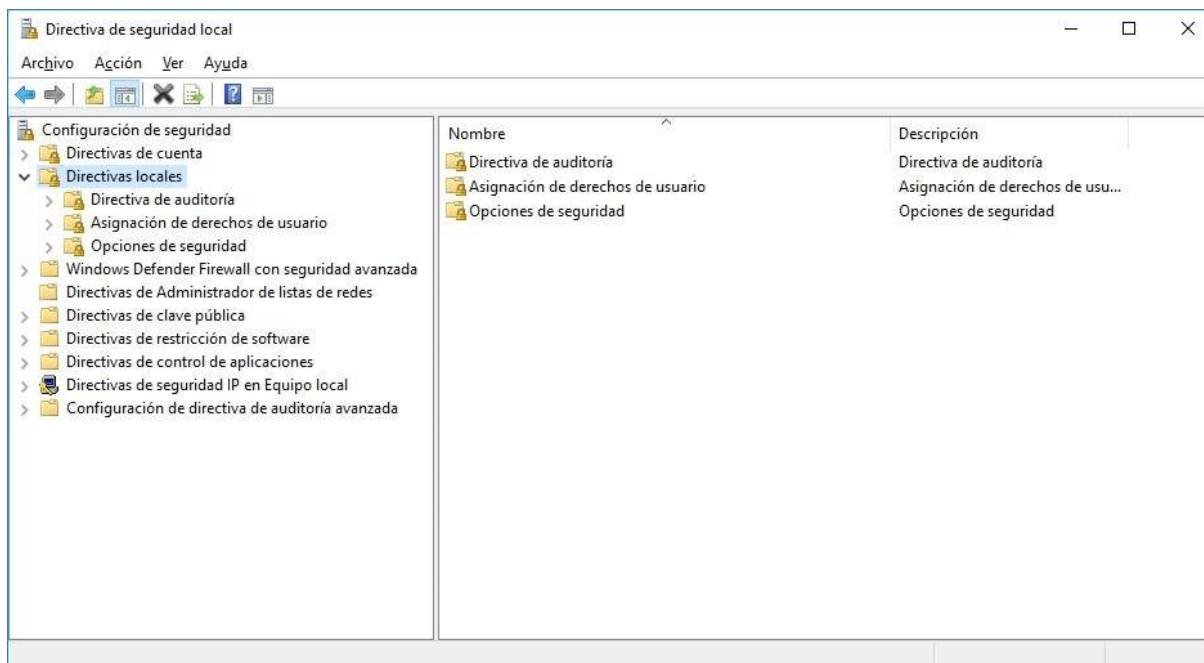 Directiva de seguridad local
Archivo Acción Ver Ayuda
Configuración de seguridad
Directivas de cuenta
Directivas locales
Directiva de auditoría
Asignación de derechos de usuario
Opciones de seguridad
Windows Defender Firewall con seguridad avanzada
Directivas de Administrador de listas de redes
Directivas de clave pública
Directivas de restricción de software
Directivas de control de aplicaciones
Directivas de seguridad IP en Equipo local
Configuración de directiva de auditoría avanzada
Nombre Descripción
Directiva de auditoría Directiva de auditoría
Asignación de derechos de usuario Asignación de derechos de usu...
Opciones de seguridad Opciones de seguridad